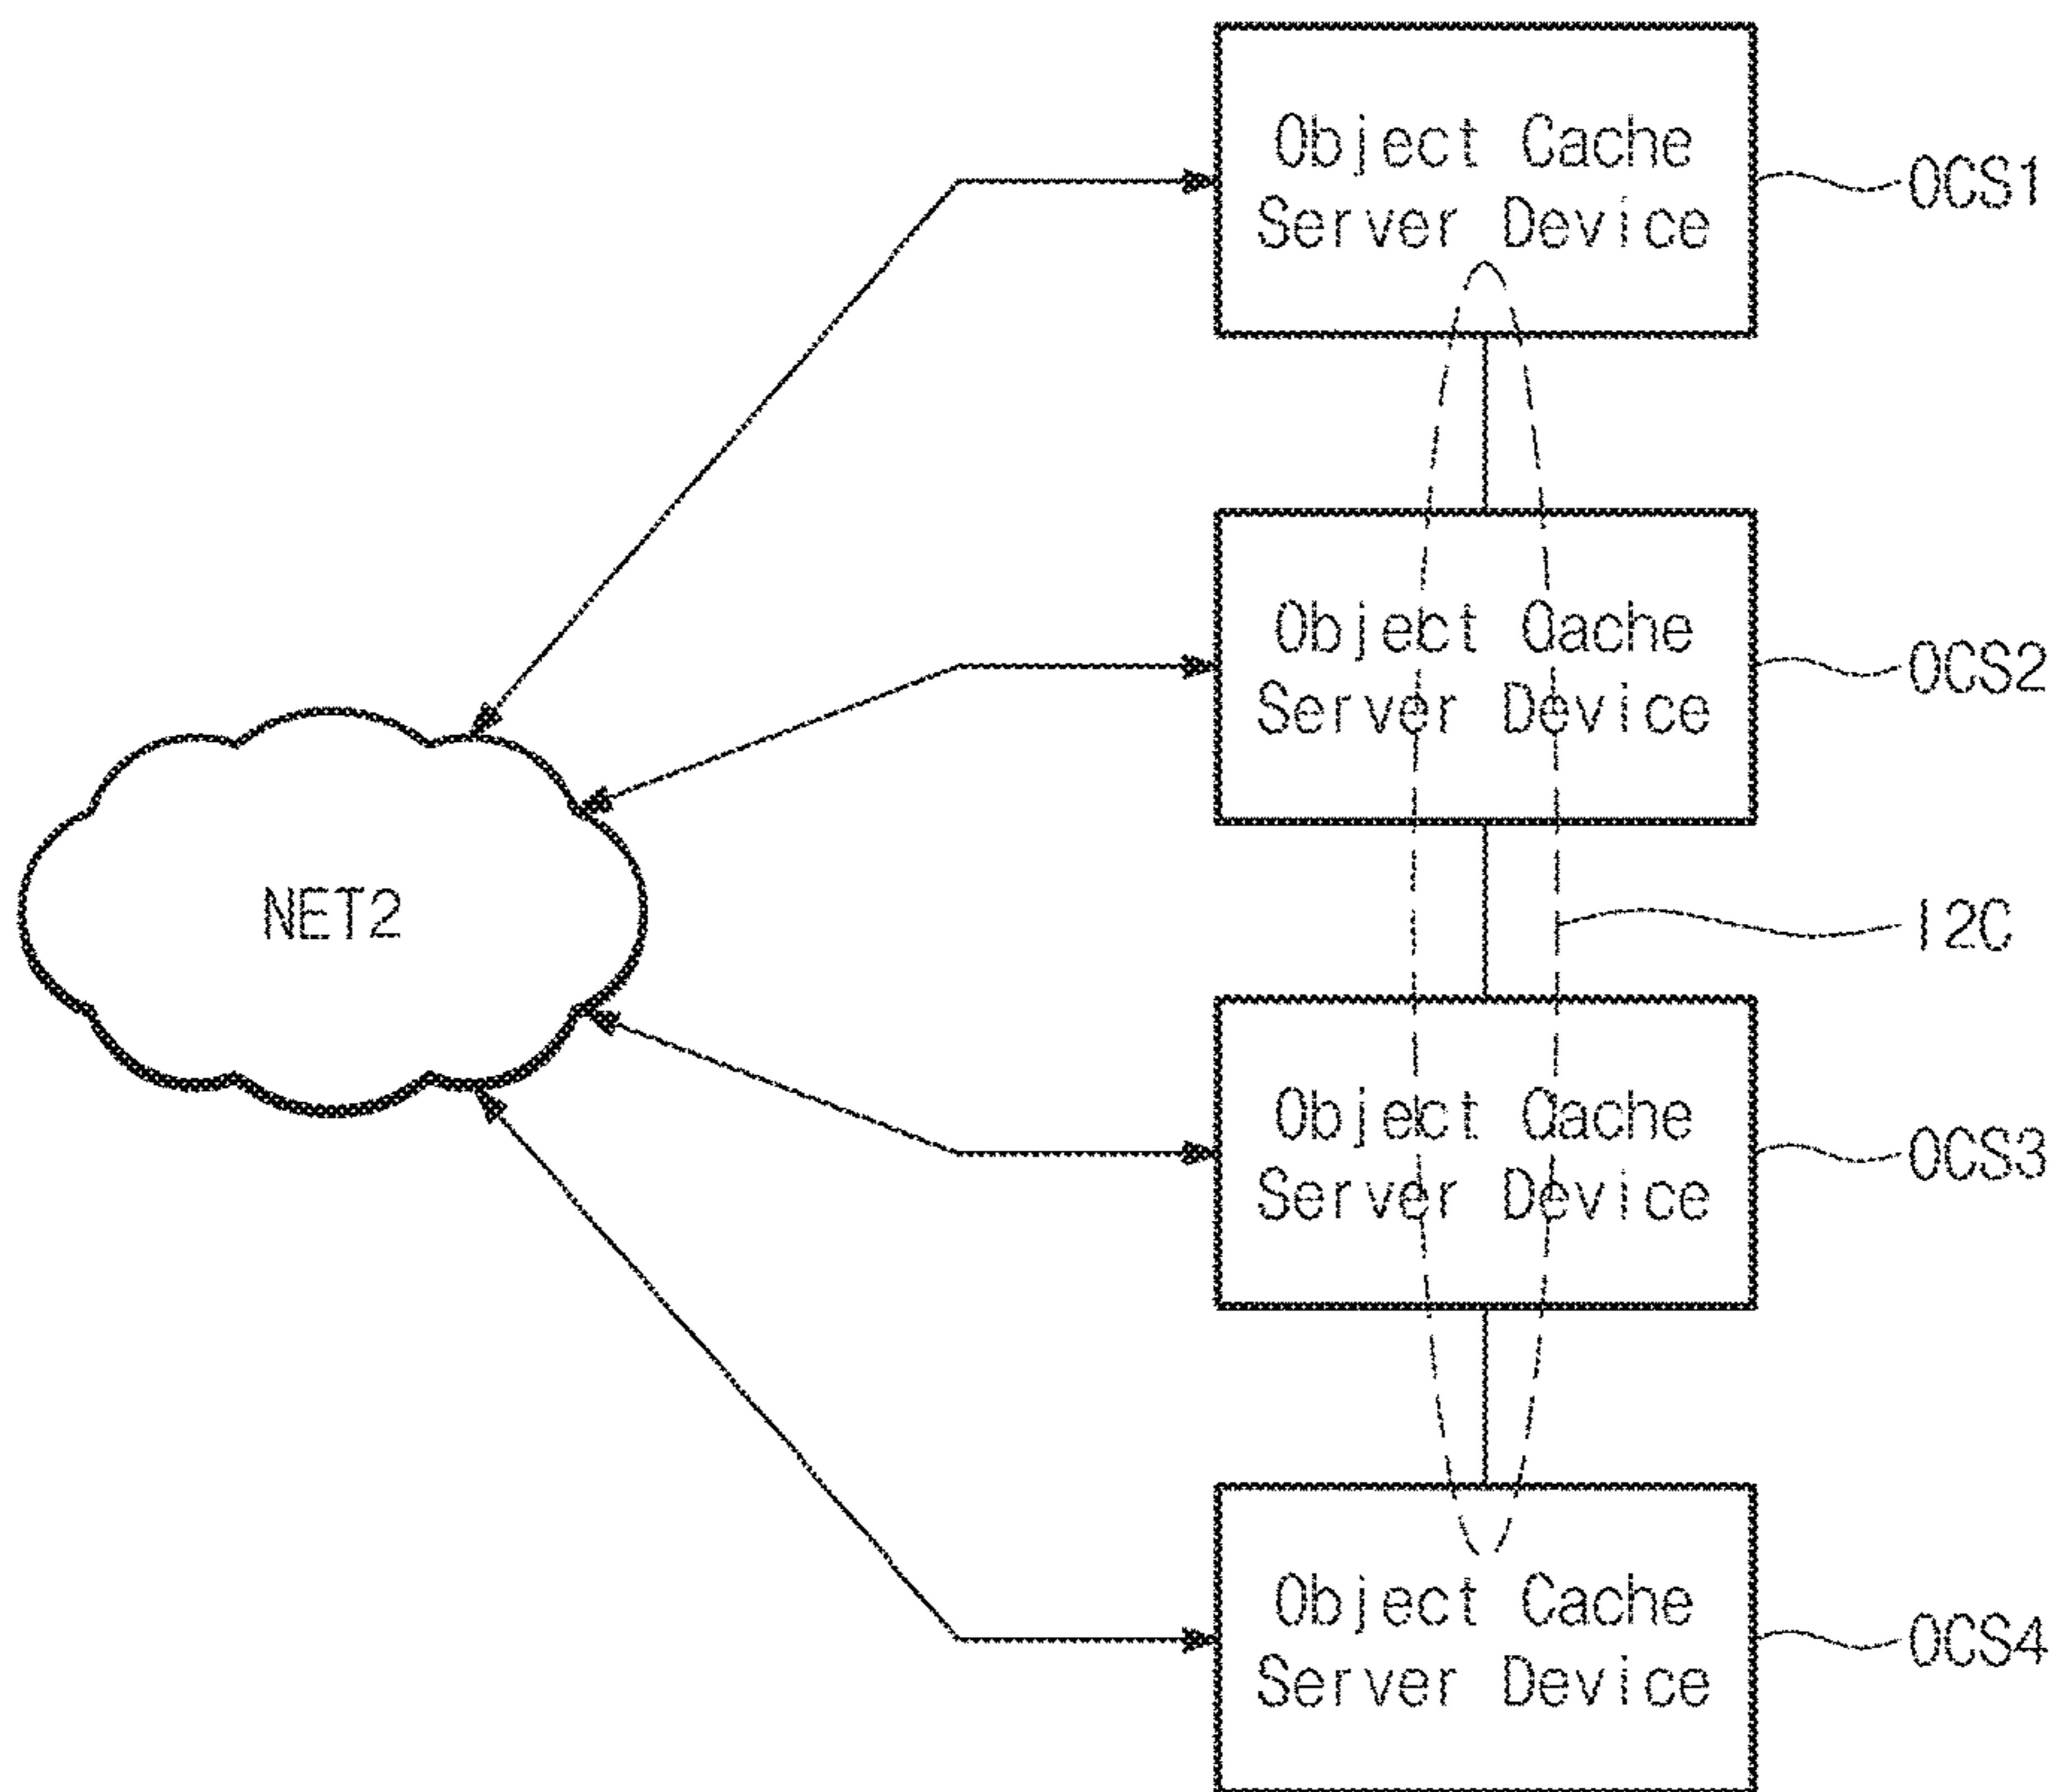 Object Cache
Server Device
OCS1
Object Cache
Server Device
OCS2
NET2
I2C
Object Cache
Server Device
OCS3
Object Cache
Server Device
OCS4